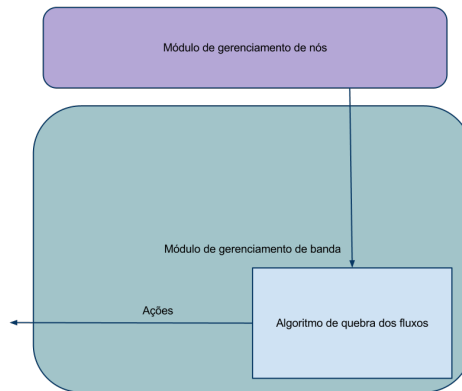 Módulo de gerenciamento de nós
Módulo de gerenciamento de banda
Ações
Algoritmo de quebra dos fluxos